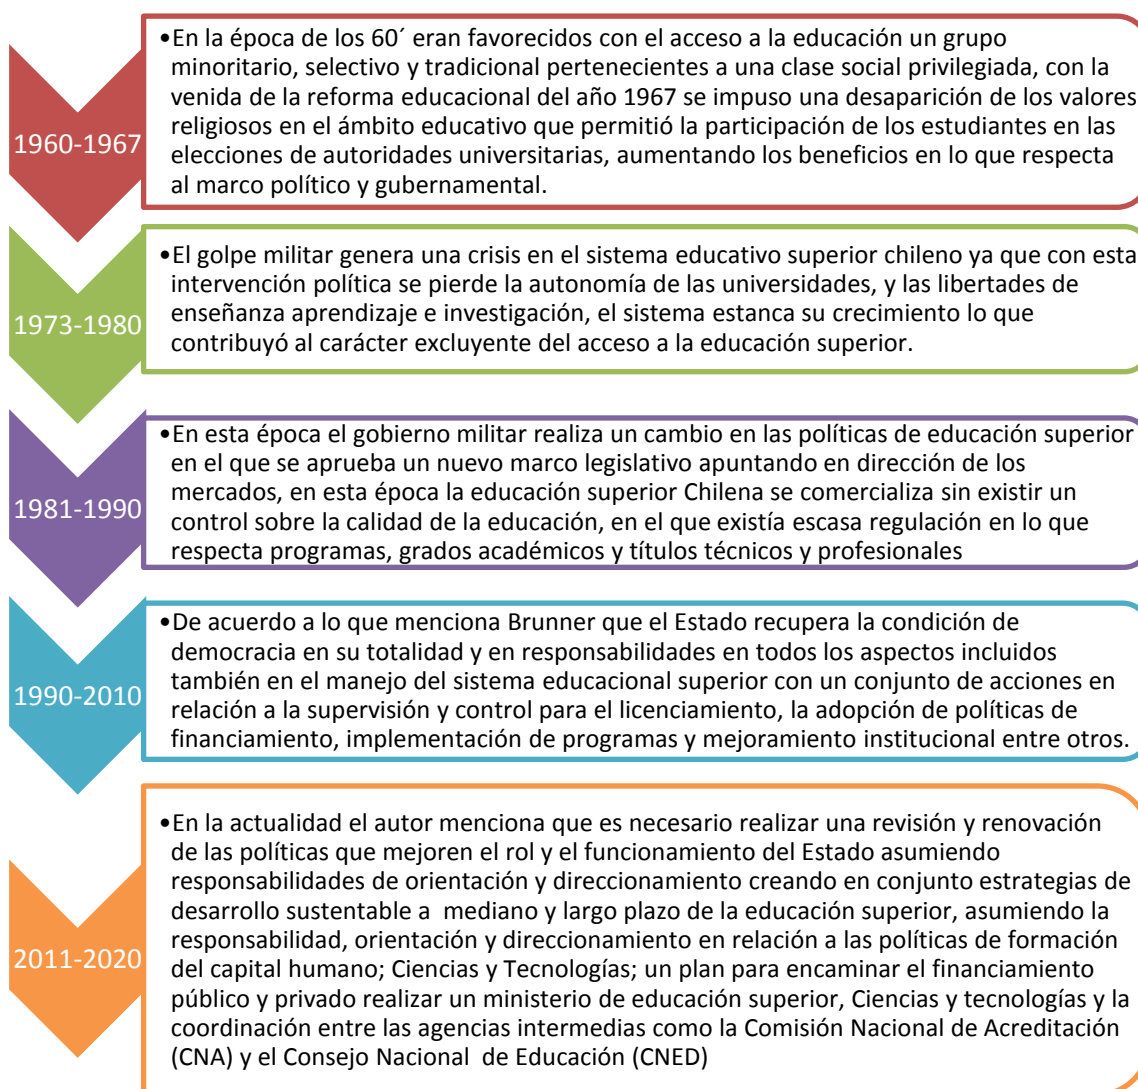 •En la época de los 60´ eran favorecidos con el acceso a la educación un grupo
minoritario, selectivo y tradicional pertenecientes a una clase social privilegiada, con la
venida de la reforma educacional del año 1967 se impuso una desaparición de los valores
religiosos en el ámbito educativo que permitió la participación de los estudiantes en las
elecciones de autoridades universitarias, aumentando los beneficios en lo que respecta
al marco político y gubernamental.
1960-1967
•El golpe militar genera una crisis en el sistema educativo superior chileno ya que con esta
intervención política se pierde la autonomía de las universidades, y las libertades de
enseñanza aprendizaje e investigación, el sistema estanca su crecimiento lo que
contribuyó al carácter excluyente del acceso a la educación superior.
1973-1980
•En esta época el gobierno militar realiza un cambio en las políticas de educación superior
en el que se aprueba un nuevo marco legislativo apuntando en dirección de los
mercados, en esta época la educación superior Chilena se comercializa sin existir un
control sobre la calidad de la educación, en el que existía escasa regulación en lo que
respecta programas, grados académicos y títulos técnicos y profesionales
1981-1990
•De acuerdo a lo que menciona Brunner que el Estado recupera la condición de
democracia en su totalidad y en responsabilidades en todos los aspectos incluidos
también en el manejo del sistema educacional superior con un conjunto de acciones en
relación a la supervisión y control para el licenciamiento, la adopción de políticas de
financiamiento, implementación de programas y mejoramiento institucional entre otros.
1990-2010
•En la actualidad el autor menciona que es necesario realizar una revisión y renovación
de las políticas que mejoren el rol y el funcionamiento del Estado asumiendo
responsabilidades de orientación y direccionamiento creando en conjunto estrategias de
desarrollo sustentable a  mediano y largo plazo de la educación superior, asumiendo la
responsabilidad, orientación y direccionamiento en relación a las políticas de formación
del capital humano; Ciencias y Tecnologías; un plan para encaminar el financiamiento
público y privado realizar un ministerio de educación superior, Ciencias y tecnologías y la
coordinación entre las agencias intermedias como la Comisión Nacional de Acreditación
(CNA) y el Consejo Nacional  de Educación (CNED)
2011-2020